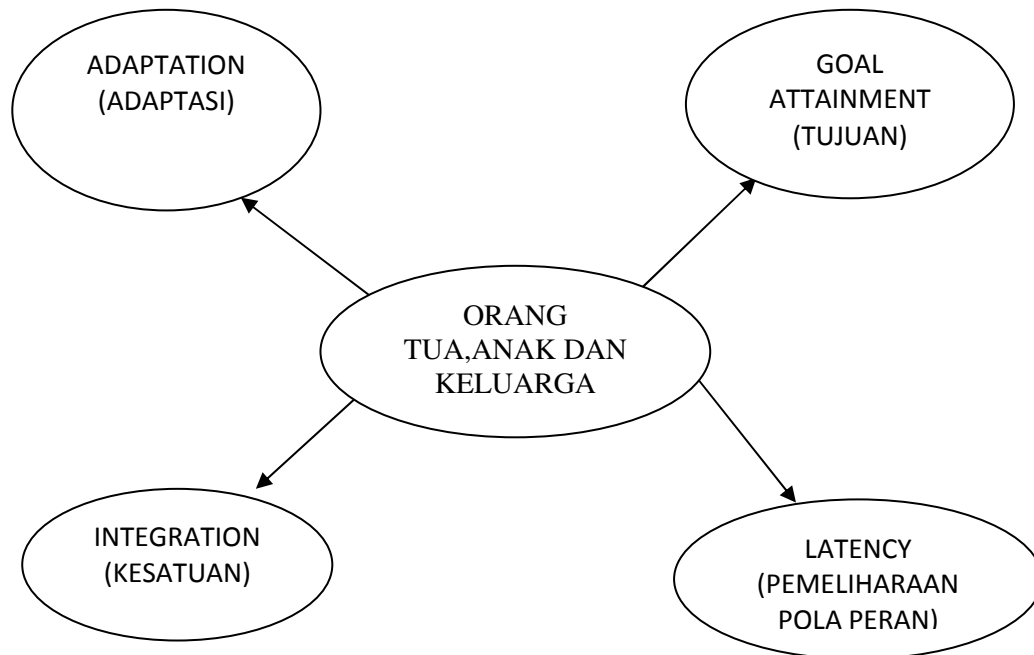 ADAPTATION
(ADAPTASI)
GOAL
ATTAINMENT
(TUJUAN)
ORANG
TUA,ANAK DAN
KELUARGA
INTEGRATION
(KESATUAN)
LATENCY
(PEMELIHARAAN
POLA PERAN)